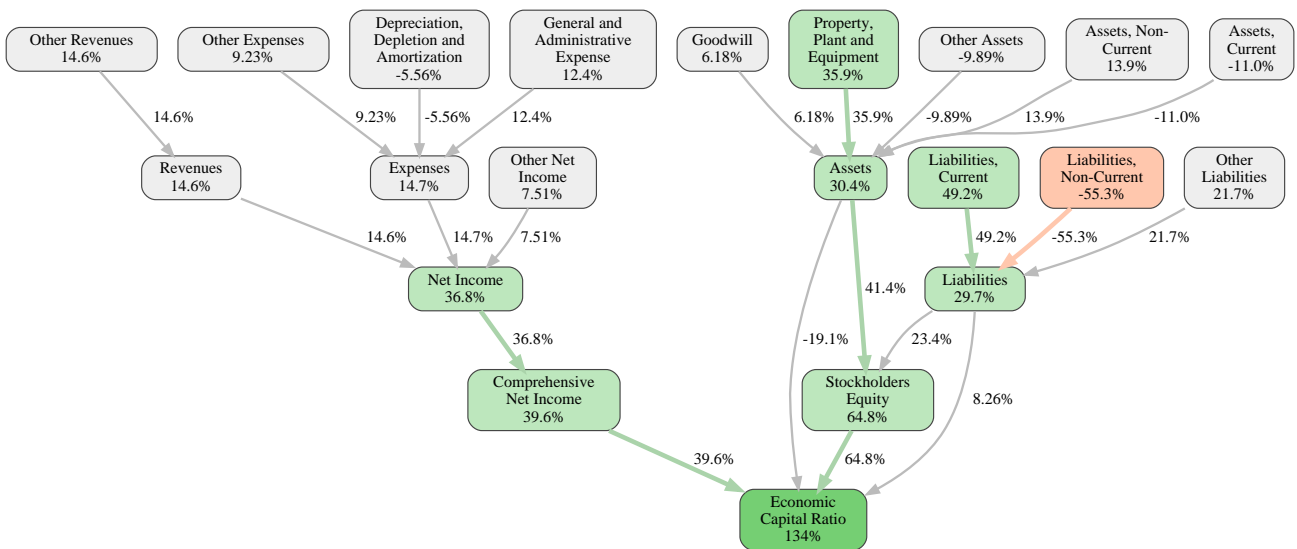 Other Revenues
14.6%
Other Expenses
9.23%
Depreciation,
Depletion and
Amortization
-5.56%
General and
Administrative
Expense
12.4%
Goodwill
6.18%
Property,
Plant and
Equipment
35.9%
Other Assets
-9.89%
Assets, Non-
Current
13.9%
Assets,
Current
-11.0%
14.6%
9.23%
-5.56%
12.4%
6.18%
35.9%
-9.89%
13.9%
-11.0%
Revenues
14.6%
Expenses
14.7%
Other Net
Income
7.51%
Assets
30.4%
Liabilities,
Current
49.2%
Liabilities,
Non-Current
-55.3%
Other
Liabilities
21.7%
14.6%
14.7%
7.51%
49.2%
-55.3%
21.7%
Net Income
36.8%
41.4%
Liabilities
29.7%
36.8%
-19.1%
23.4%
Comprehensive
Net Income
39.6%
Stockholders
Equity
64.8%
8.26%
39.6%
64.8%
Economic
Capital Ratio
134%